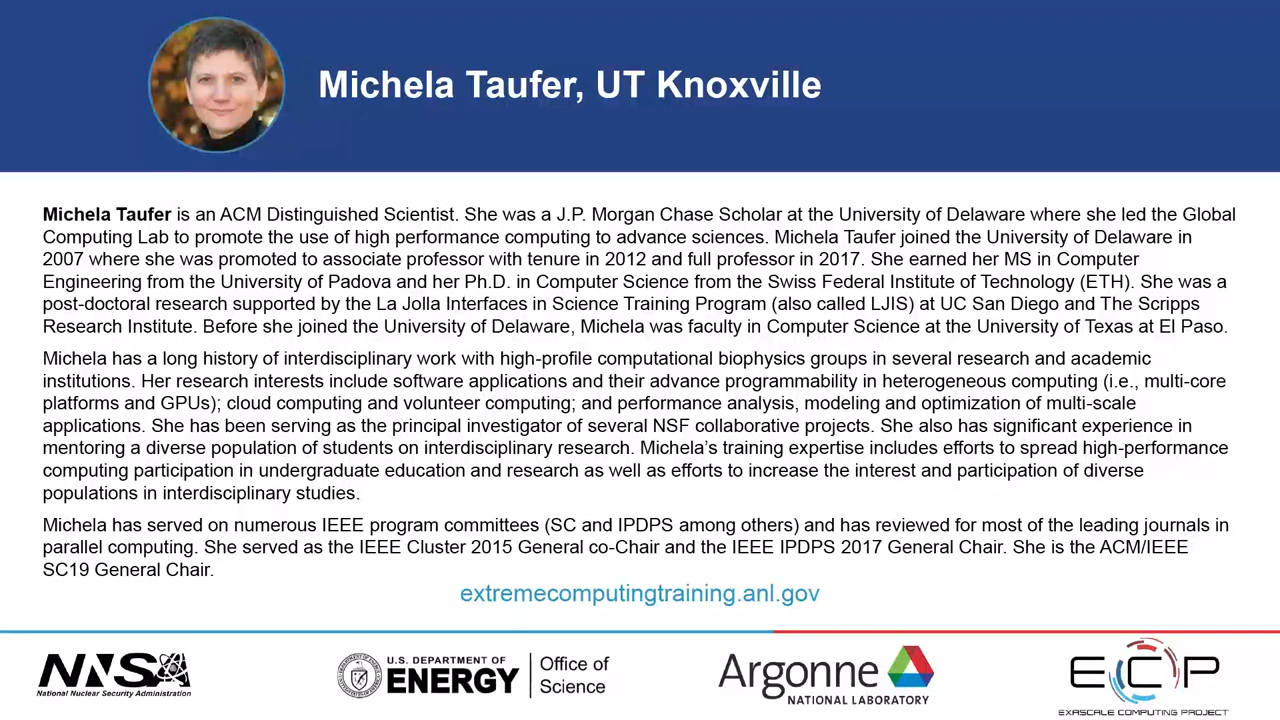 Michela Taufer, UT Knoxville
Michela Taufer is an ACM Distinguished Scientist. She was a J.P. Morgan Chase Scholar at the University of Delaware where she led the Global
Computing Lab to promote the use of high performance computing to advance sciences. Michela Taufer joined the University of Delaware in
2007 where she was promoted to associate professor with tenure in 2012 and full professor in 2017. She earned her MS in Computer
Engineering from the University of Padova and her Ph.D. in Computer Science from the Swiss Federal Institute of Technology (ETH). She was a
post-doctoral research supported by the La Jolla Interfaces in Science Training Program (also called LJIS) at UC San Diego and The Scripps
Research Institute. Before she joined the University of Delaware, Michela was faculty in Computer Science at the University of Texas at El Paso.
Michela has a long history of interdisciplinary work with high-profile computational biophysics groups in several research and academic
institutions. Her research interests include software applications and their advance programmability in heterogeneous computing (i.e., multi-core
platforms and GPUs); cloud computing and volunteer computing; and performance analysis, modeling and optimization of multi-scale
applications. She has been serving as the principal investigator of several NSF collaborative projects. She also has significant experience in
mentoring a diverse population of students on interdisciplinary research. Michela's training expertise includes efforts to spread high-performance
computing participation in undergraduate education and research as well as efforts to increase the interest and participation of diverse
populations in interdisciplinary studies.
Michela has served on numerous IEEE program committees (SC and IPDPS among others) and has reviewed for most of the leading journals in
parallel computing. She served as the IEEE Cluster 2015 General co-Chair and the IEEE IPDPS 2017 General Chair. She is the ACM/IEEE
SC19 General Chair.
extremecomputingtraining.anl.gov
NNSA
National Nuclear Security Administration
U.S. DEPARTMENT OF
ENERGY
Office of
Science
Argonne
NATIONAL LABORATORY
ECP
EXASCALE COMPUTING PROJECT